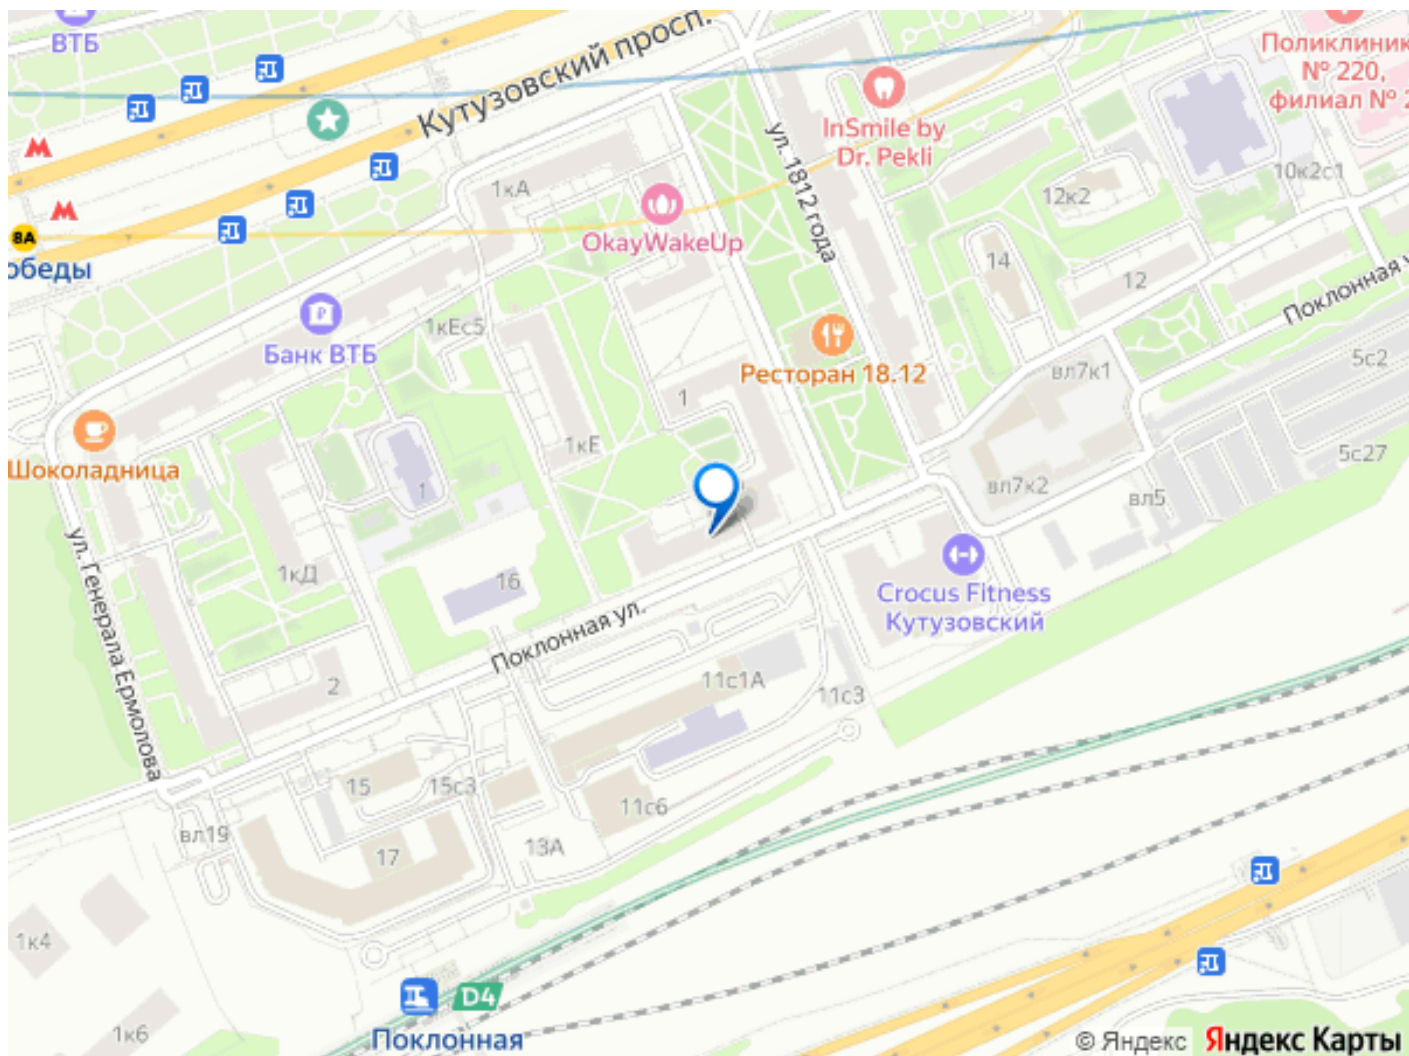 ВТБ
Кутузовский просп.
Поликлиник
№ 220,
филиал № 2
InSmile by
Dr. Pekli
ул. 1812 года
10к2с1
1кА
12к2
8А
обеды
OkayWakeUp
14
12
Поклонная у
1кЕс5
Банк ВТБ
5с2
Ресторан 18.12
вл7к1
1
1кЕ
5с27
Шоколадница
1
вл7к2
вл5
ул. Генерала Ермолова
1кД
16
Crocus Fitness
Кутузовский
Поклонная ул.
2
11с1А
11с3
15
15с3
11с6
вл19
17
13А
1к4
D4
1к6
Поклонная
© Яндекс Яндекс Карты